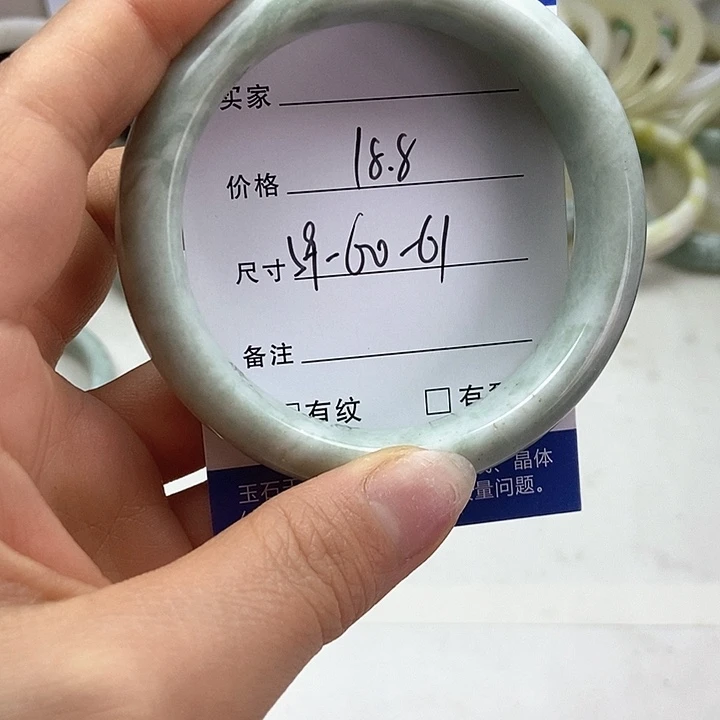 买家
价格 18.8
尺寸 59-60-61
备注
有纹 有
玉石 、晶体
量问题。